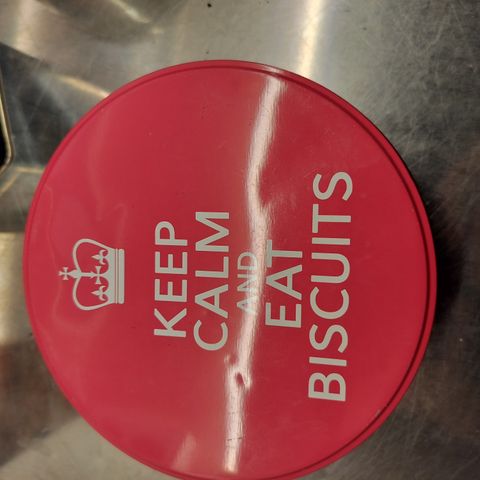 KEEP
CALM
AND
EAT
BISCUITS